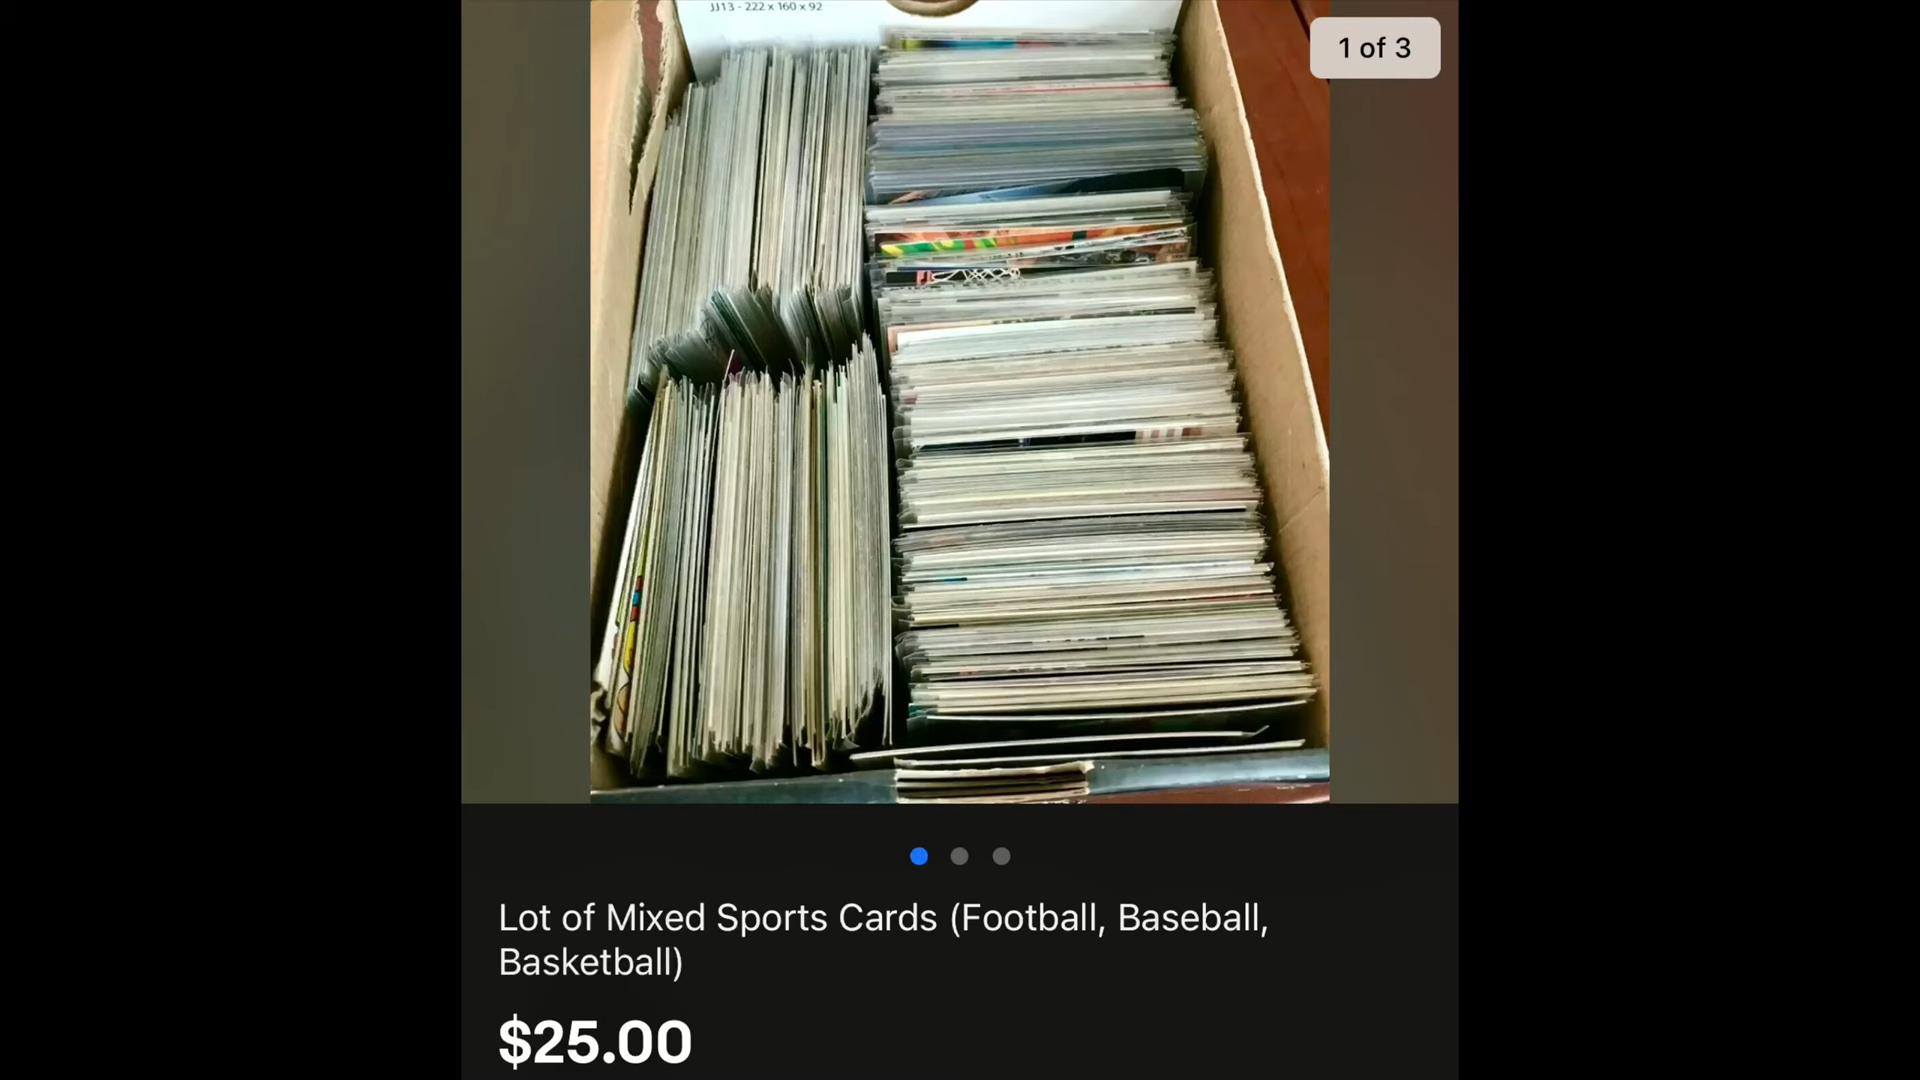 JJ13 - 222 x 160 x 92
1 of 3
Lot of Mixed Sports Cards (Football, Baseball,
Basketball)
$25.00